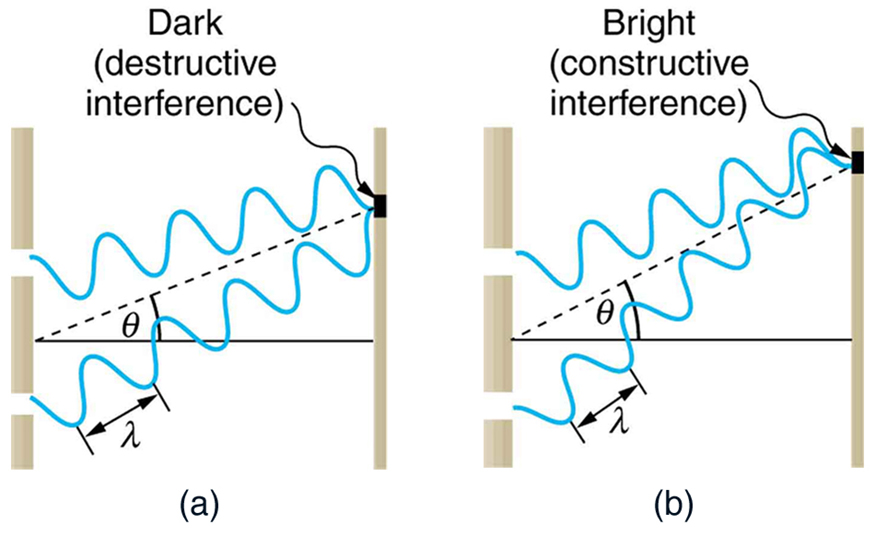 Dark
(destructive
interference)
θ
λ
(a)
Bright
(constructive
interference)
θ
λ
(b)